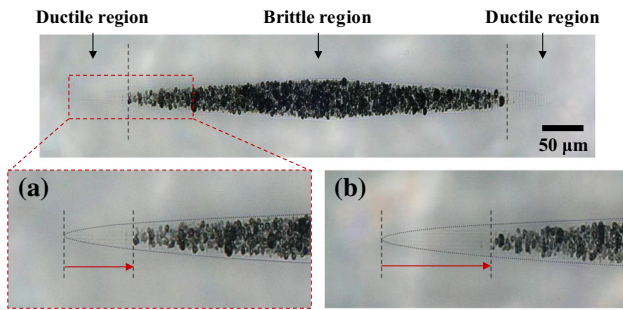 Ductile region
Brittle region
Ductile region
50 μm
(a)
(b)